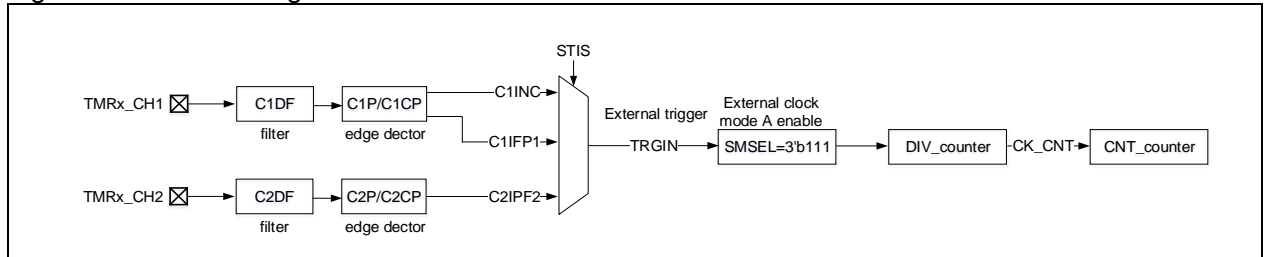 STIS
TMRx_CH1
C1DF
filter
C1P/C1CP
edge dector
C1INC
C1IFP1
External trigger
TRGIN
External clock
mode A enable
SMSEL=3'b111
DIV_counter
CK_CNT
CNT_counter
TMRx_CH2
C2DF
filter
C2P/C2CP
edge dector
C2IPF2